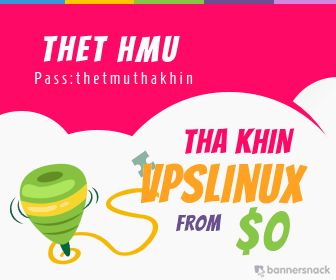 THET HMU
Pass:thetmuthakhin
THA KHIN
VPSLINUX
FROM $0
bannersnack